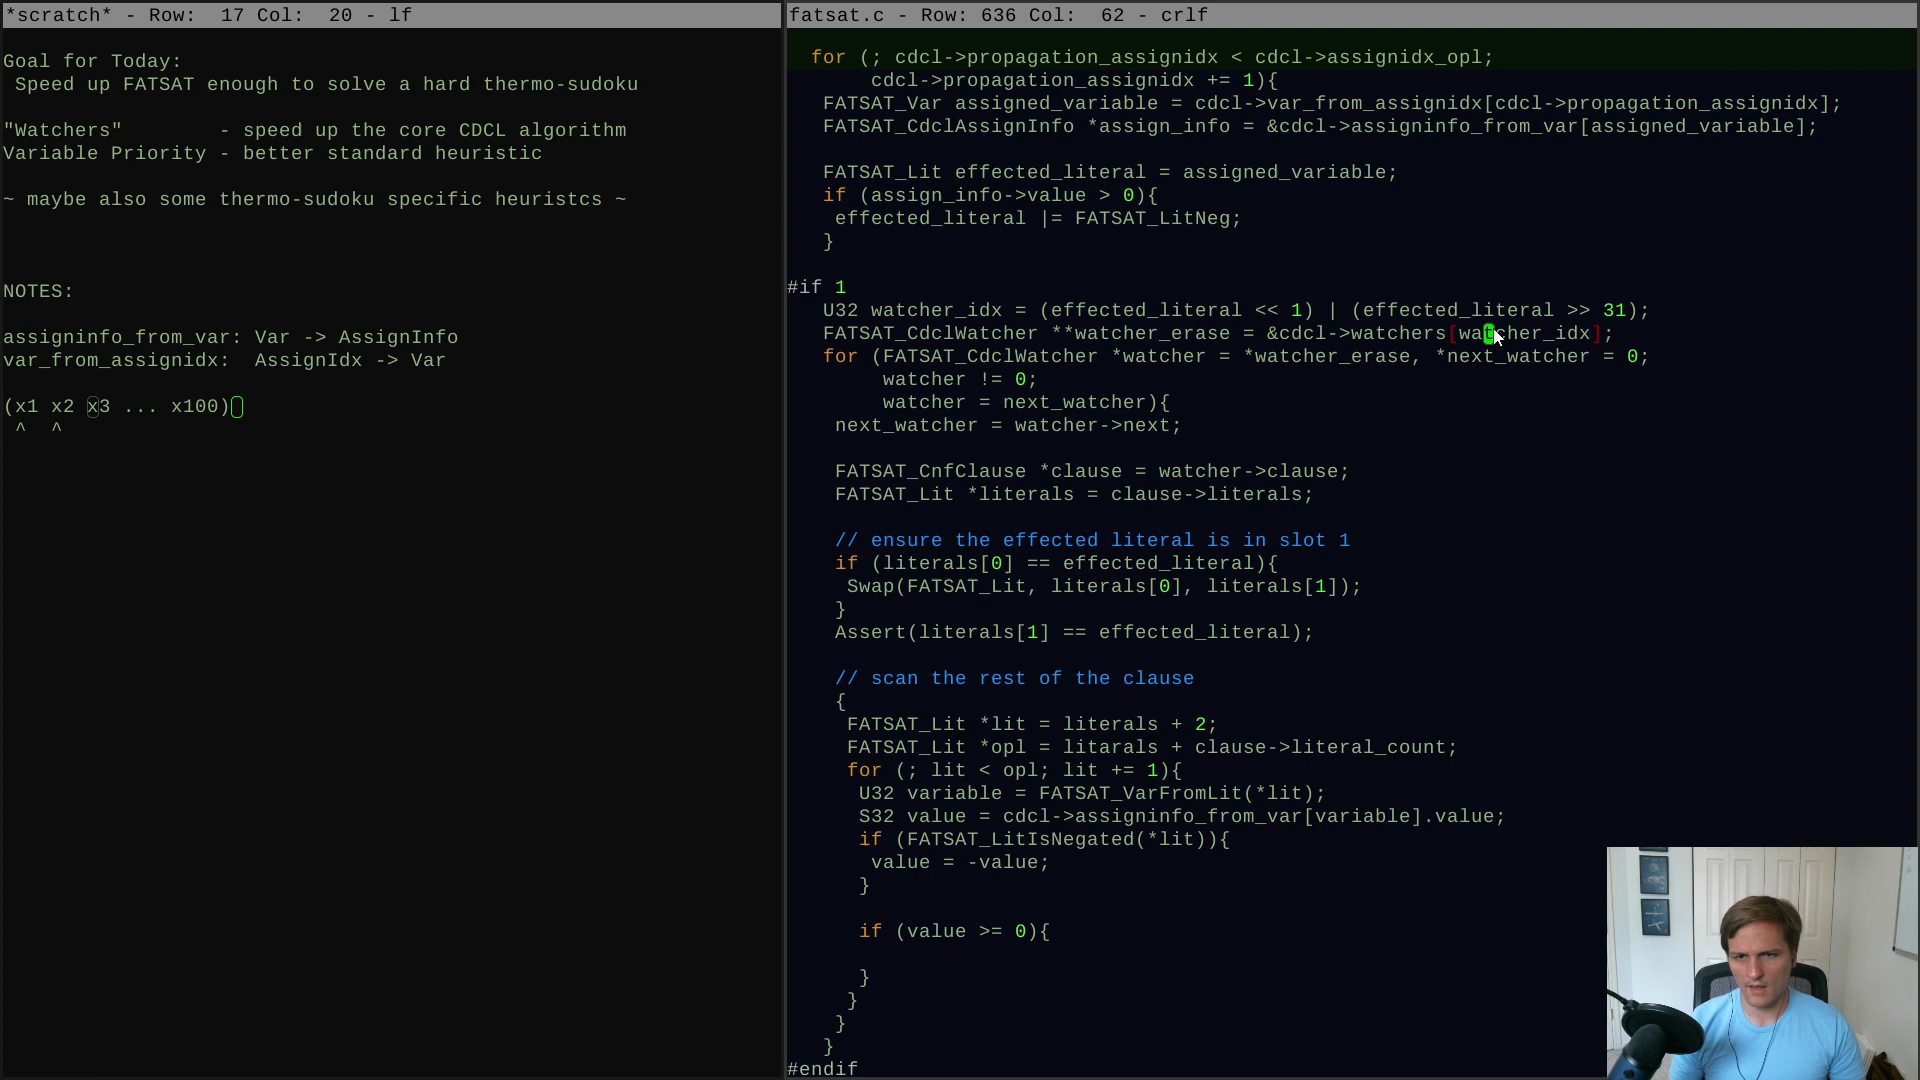 *scratch* - Row:  17 Col:  20 - lf
Goal for Today:
 Speed up FATSAT enough to solve a hard thermo-sudoku
"Watchers"        - speed up the core CDCL algorithm
Variable Priority - better standard heuristic
~ maybe also some thermo-sudoku specific heuristcs ~
NOTES:
assigninfo_from_var: Var -> AssignInfo
var_from_assignidx:  AssignIdx -> Var
(x1 x2 x3 ... x100)
 ^  ^
fatsat.c - Row: 636 Col:  62 - crlf
  for (; cdcl->propagation_assignidx < cdcl->assignidx_opl;
       cdcl->propagation_assignidx += 1){
   FATSAT_Var assigned_variable = cdcl->var_from_assignidx[cdcl->propagation_assignidx];
   FATSAT_CdclAssignInfo *assign_info = &cdcl->assigninfo_from_var[assigned_variable];
   FATSAT_Lit effected_literal = assigned_variable;
   if (assign_info->value > 0){
    effected_literal |= FATSAT_LitNeg;
   }
#if 1
   U32 watcher_idx = (effected_literal << 1) | (effected_literal >> 31);
   FATSAT_CdclWatcher **watcher_erase = &cdcl->watchers[watcher_idx];
   for (FATSAT_CdclWatcher *watcher = *watcher_erase, *next_watcher = 0;
        watcher != 0;
        watcher = next_watcher){
    next_watcher = watcher->next;
    FATSAT_CnfClause *clause = watcher->clause;
    FATSAT_Lit *literals = clause->literals;
    // ensure the effected literal is in slot 1
    if (literals[0] == effected_literal){
     Swap(FATSAT_Lit, literals[0], literals[1]);
    }
    Assert(literals[1] == effected_literal);
    // scan the rest of the clause
    {
     FATSAT_Lit *lit = literals + 2;
     FATSAT_Lit *opl = litarals + clause->literal_count;
     for (; lit < opl; lit += 1){
      U32 variable = FATSAT_VarFromLit(*lit);
      S32 value = cdcl->assigninfo_from_var[variable].value;
      if (FATSAT_LitIsNegated(*lit)){
       value = -value;
      }
      if (value >= 0){
      }
     }
    }
   }
#endif